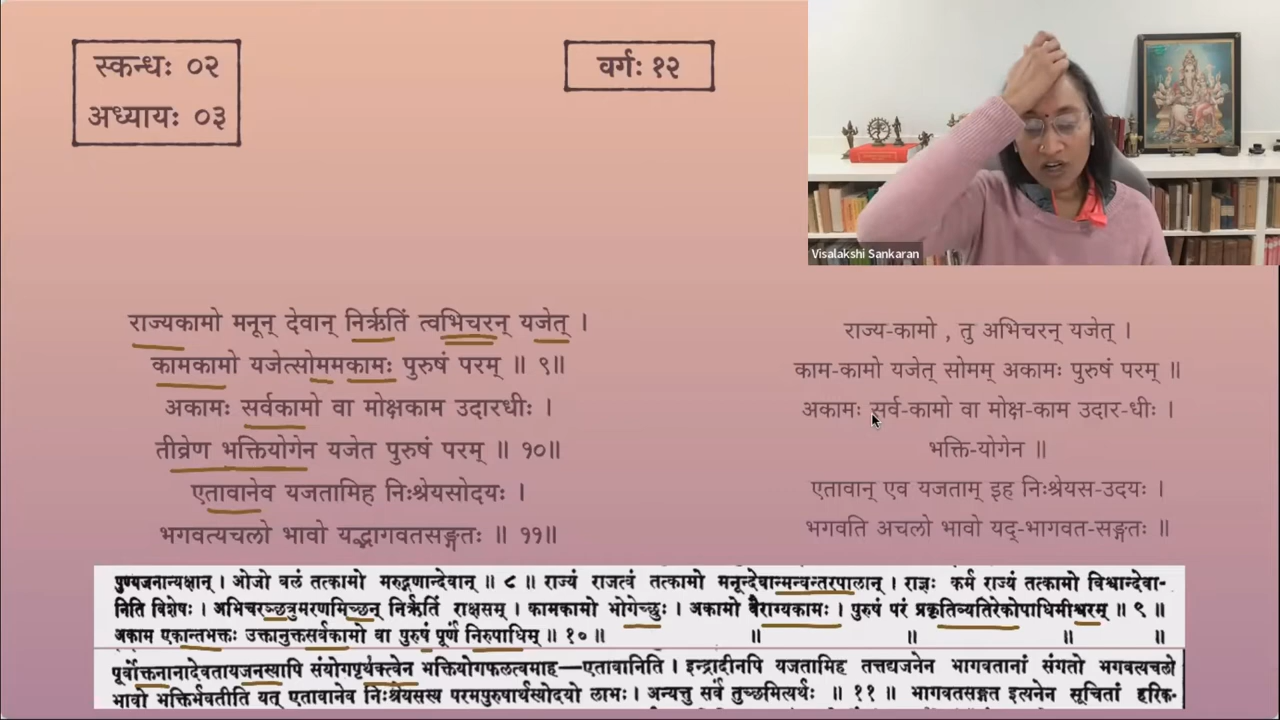 स्कन्धः ०२
अध्यायः ०३
वर्गः १२
Visalakshi Sankaran
राज्यकामो मनून् देवान् निर्ऋतिं त्वभिचरन् यजेत् ।
कामकामो यजेत्सोममकामः पुरुषं परम् ॥ ९॥
अकामः सर्वकामो वा मोक्षकाम उदारधीः ।
तीव्रेण भक्तियोगेन यजेत पुरुषं परम् ॥ १०॥
एतावानेव यजतामिह निःश्रेयसोदयः ।
भगवत्यचलो भावो यद्भागवतसङ्गतः ॥ ११॥
राज्य-कामो , तु अभिचरन् यजेत् ।
काम-कामो यजेत् सोमम् अकामः पुरुषं परम् ॥
अकामः सर्व-कामो वा मोक्ष-काम उदार-धीः ।
भक्ति-योगेन ॥
एतावान् एव यजताम् इह निःश्रेयस-उदयः ।
भगवति अचलो भावो यद्-भागवत-सङ्गतः ॥
पुण्यजनान्यक्षान् । ओजो बलं तत्कामो मरुद्गणान्देवान् ॥ ८ ॥ राज्यं राजत्वं तत्कामो मनून्देवान्मन्वन्तरपालान् । राज्ञः कर्म राज्यं तत्कामो विश्वान्देवा-
निति विशेषः । अभिचरञ्छत्रुमरणमिच्छन् निर्ऋतिं राक्षसम् । कामकामो भोगेच्छुः । अकामो वैराग्यकामः । पुरुषं परं प्रकृतिव्यतिरेकोपाधिमीश्वरम् ॥ ९ ॥
अकाम एकान्तभक्तः उक्तानुक्तसर्वकामो वा पुरुषं पूर्णं निरुपाधिम् ॥ १० ॥ ॥ ॥ ॥ ॥
पूर्वोक्तनानादेवतायजनस्यापि संयोगपृथक्त्वेन भक्तियोगफलत्वमाह—एतावानिति । इन्द्रादीनपि यजतामिह तत्तद्यजनेन भागवतानां संगतो भगवत्यचलो
भावो भक्तिर्भवतीति यत् एतावानेव निःश्रेयसस्य परमपुरुषार्थस्योदयो लाभः । अन्यत्तु सर्वं तुच्छमित्यर्थः ॥ ११ ॥ भागवतसङ्गत इत्यनेन सूचितां हरिक-